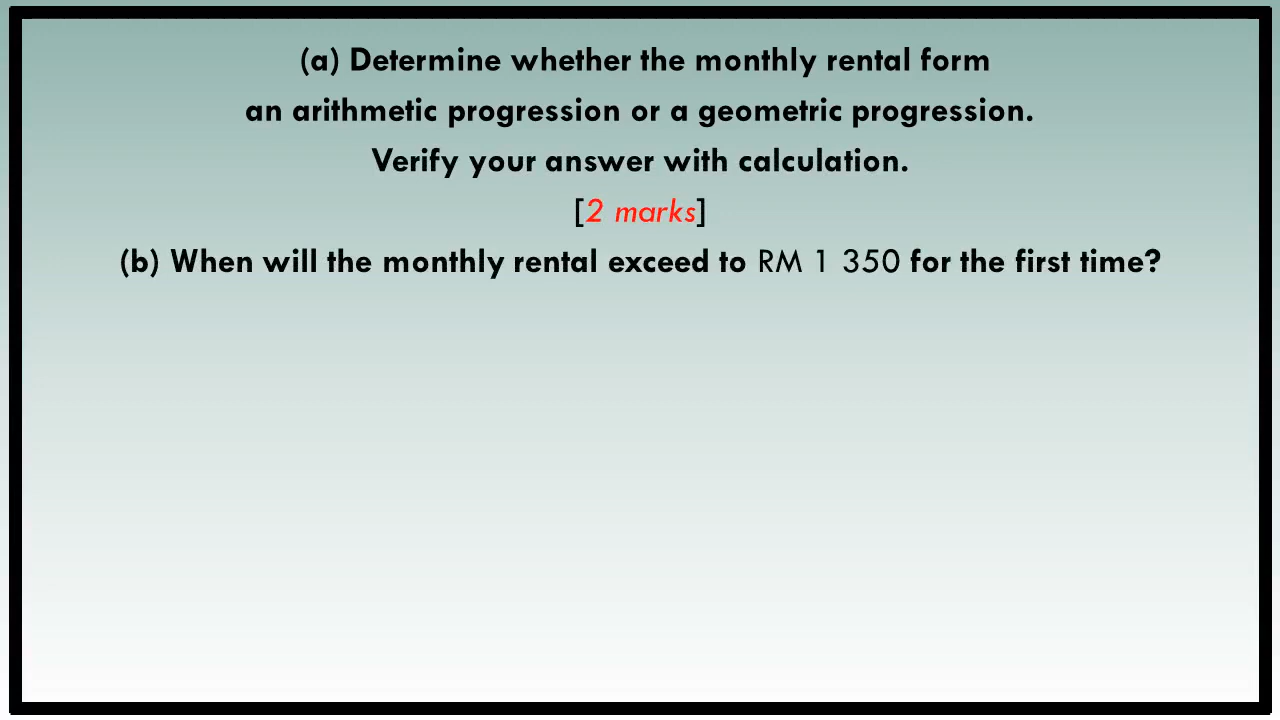 (a) Determine whether the monthly rental form
an arithmetic progression or a geometric progression.
Verify your answer with calculation.
[2 marks]
(b) When will the monthly rental exceed to RM 1 350 for the first time?